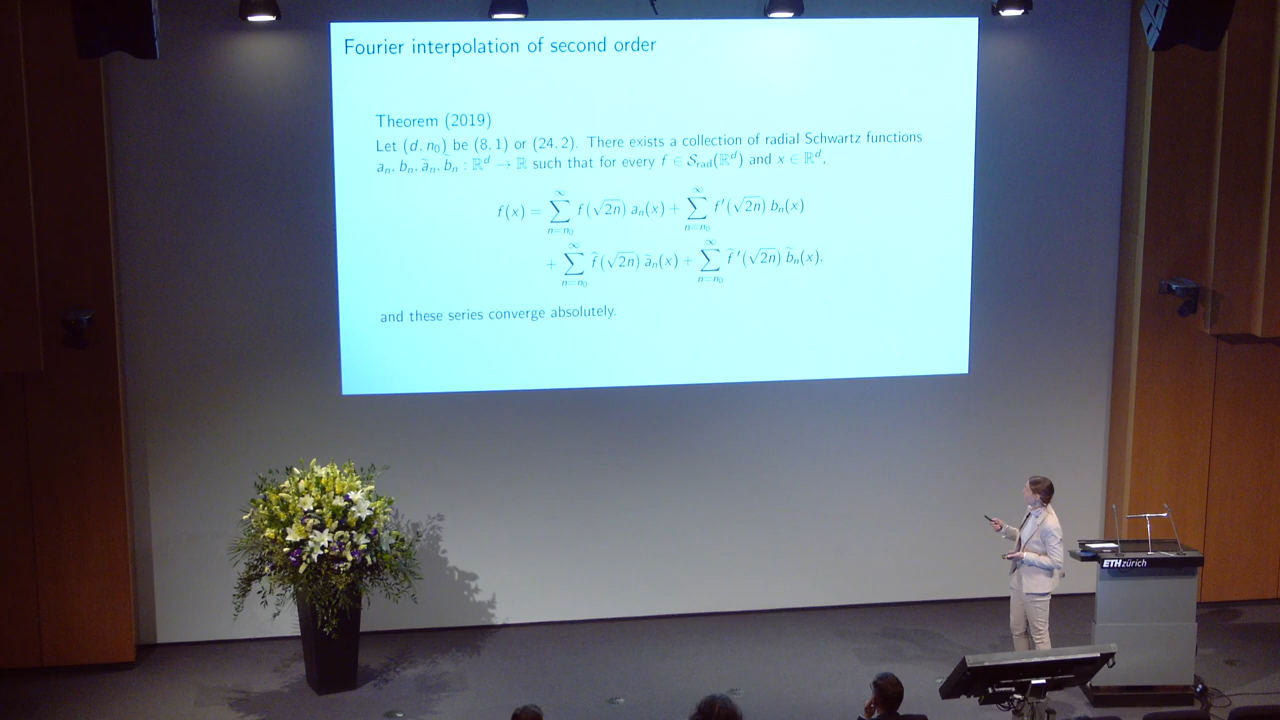 Fourier interpolation of second order
Theorem (2019)
Let (d, n₀) be (8, 1) or (24, 2). There exists a collection of radial Schwartz functions
aₙ, bₙ, ãₙ, b̃ₙ : ℝᵈ → ℝ such that for every f ∈ 𝒮rad(ℝᵈ) and x ∈ ℝᵈ,
f(x) = ∑_{n=n₀}^{∞} f(√2n) aₙ(x) + ∑_{n=n₀}^{∞} f′(√2n) bₙ(x)
+ ∑_{n=n₀}^{∞} f̂(√2n) ãₙ(x) + ∑_{n=n₀}^{∞} f̂ ′(√2n) b̃ₙ(x).
and these series converge absolutely.
ETH zürich